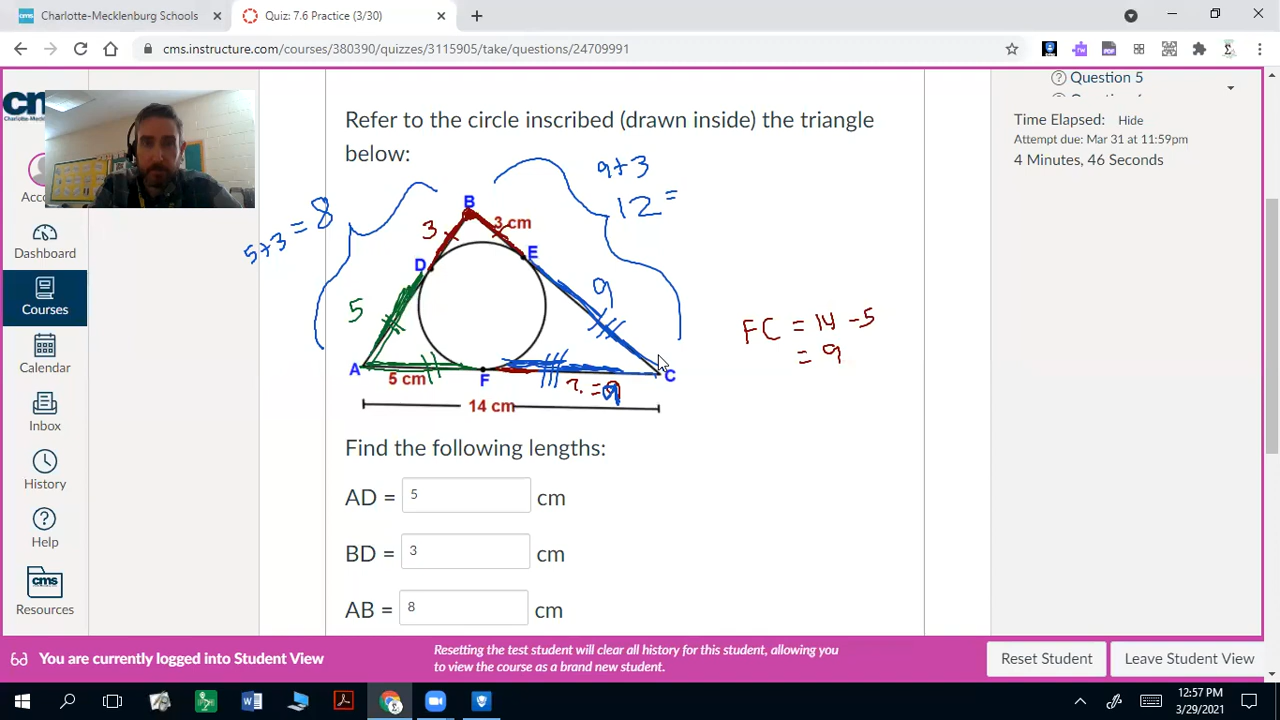 Charlotte-Mecklenburg Schools
Quiz: 7.6 Practice (3/30)
cms.instructure.com/courses/380390/quizzes/3115905/take/questions/24709991
cms
Charlotte-Meckle
Acco
Dashboard
Courses
Calendar
Inbox
History
Help
cms
Resources
Refer to the circle inscribed (drawn inside) the triangle
below:
9+3
12 =
5+3 = 8
B
3
3 cm
D
E
5
9
A
5 cm
F
? = 9
C
14 cm
FC = 14 - 5
= 9
Find the following lengths:
AD = 5 cm
BD = 3 cm
AB = 8 cm
Question 5
Time Elapsed: Hide
Attempt due: Mar 31 at 11:59pm
4 Minutes, 46 Seconds
You are currently logged into Student View
Resetting the test student will clear all history for this student, allowing you
to view the course as a brand new student.
Reset Student
Leave Student View
12:57 PM
3/29/2021